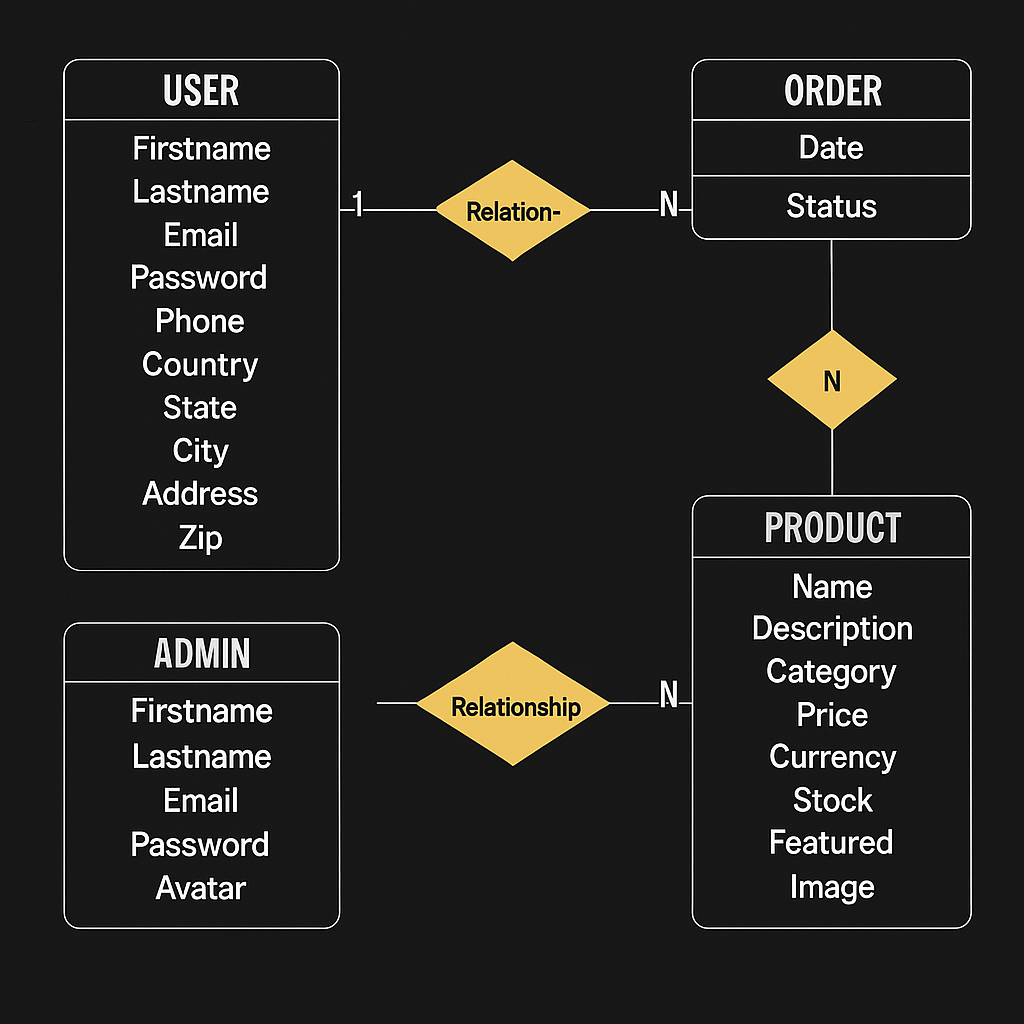 USER
Firstname
Lastname
Email
Password
Phone
Country
State
City
Address
Zip
1
Relation-
N
ORDER
Date
Status
N
ADMIN
Firstname
Lastname
Email
Password
Avatar
Relationship
N
PRODUCT
Name
Description
Category
Price
Currency
Stock
Featured
Image